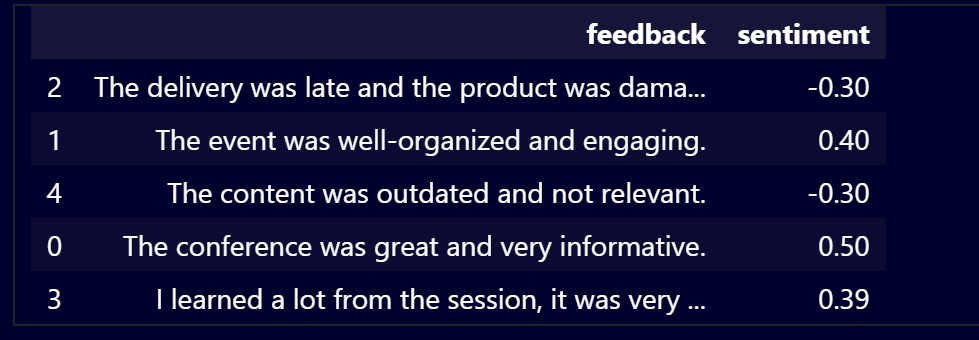 feedback sentiment
2 The delivery was late and the product was dama... -0.30
1 The event was well-organized and engaging. 0.40
4 The content was outdated and not relevant. -0.30
0 The conference was great and very informative. 0.50
3 I learned a lot from the session, it was very ... 0.39